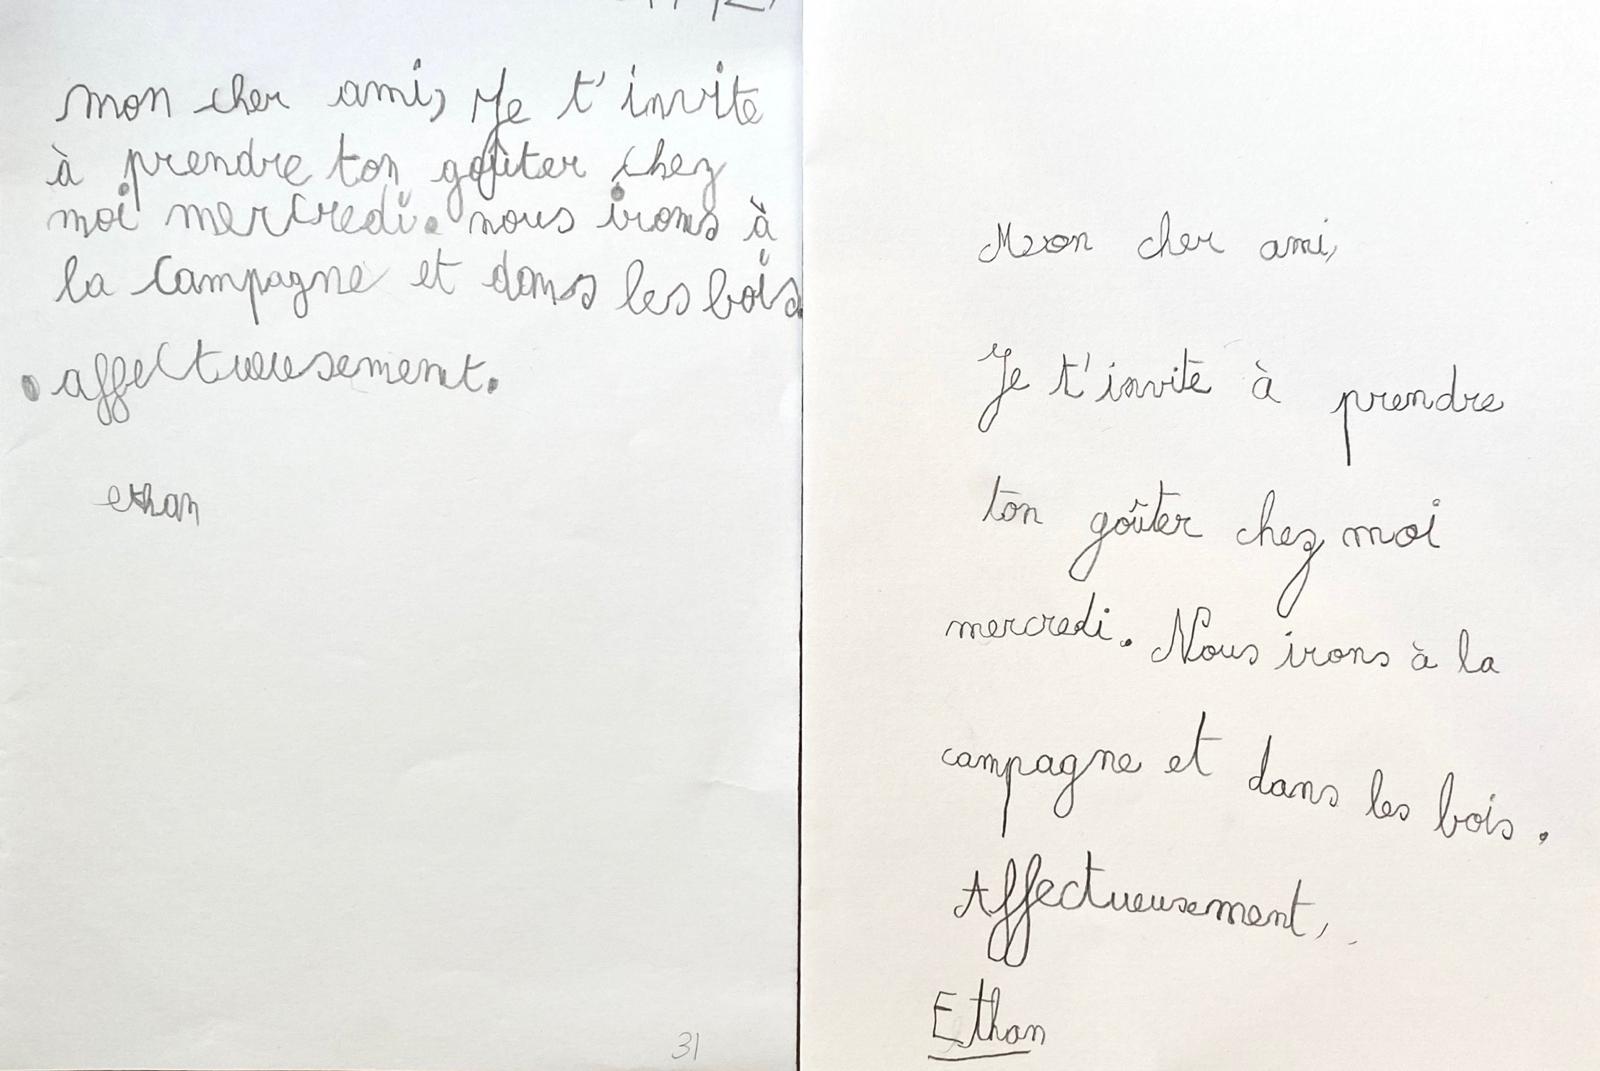 mon cher ami, Je t'invite
à prendre ton goûter chez
moi mercredi. nous irons à
la campagne et dans les bois.
affectueusement.
ethan
31
Mon cher ami,
Je t'invite à prendre
ton goûter chez moi
mercredi. Nous irons à la
campagne et dans les bois.
Affectueusement,
Ethan